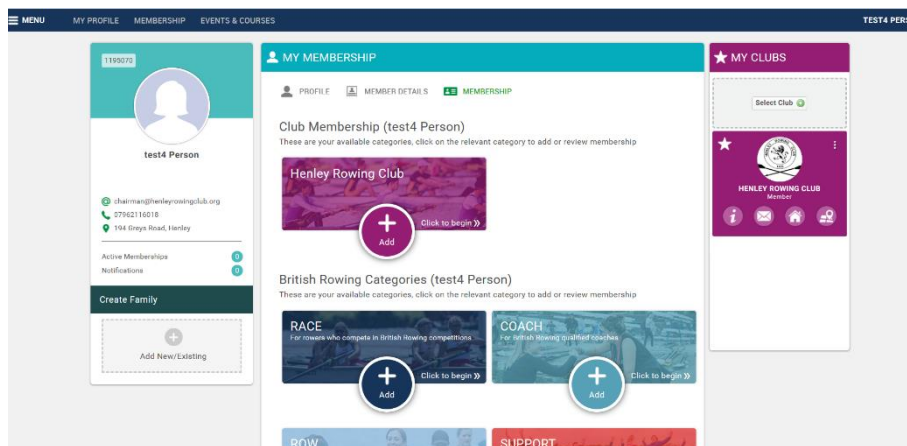 MENU
MY PROFILE MEMBERSHIP EVENTS & COURSES
TEST4 PERS
1195070
test4 Person
chairman@henleyrowingclub.org
07962116018
194 Greys Road, Henley
Active Memberships 0
Notifications 0
Create Family
Add New/Existing
MY MEMBERSHIP
PROFILE MEMBER DETAILS MEMBERSHIP
Club Membership (test4 Person)
These are your available categories, click on the relevant category to add or review membership
Henley Rowing Club
Add
Click to begin
British Rowing Categories (test4 Person)
These are your available categories, click on the relevant category to add or review membership
RACE
For rowers who compete in British Rowing competitions
Add
Click to begin
COACH
For British Rowing qualified coaches
Add
Click to begin
ROW
SUPPORT
MY CLUBS
Select Club
HENLEY ROWING CLUB
Member